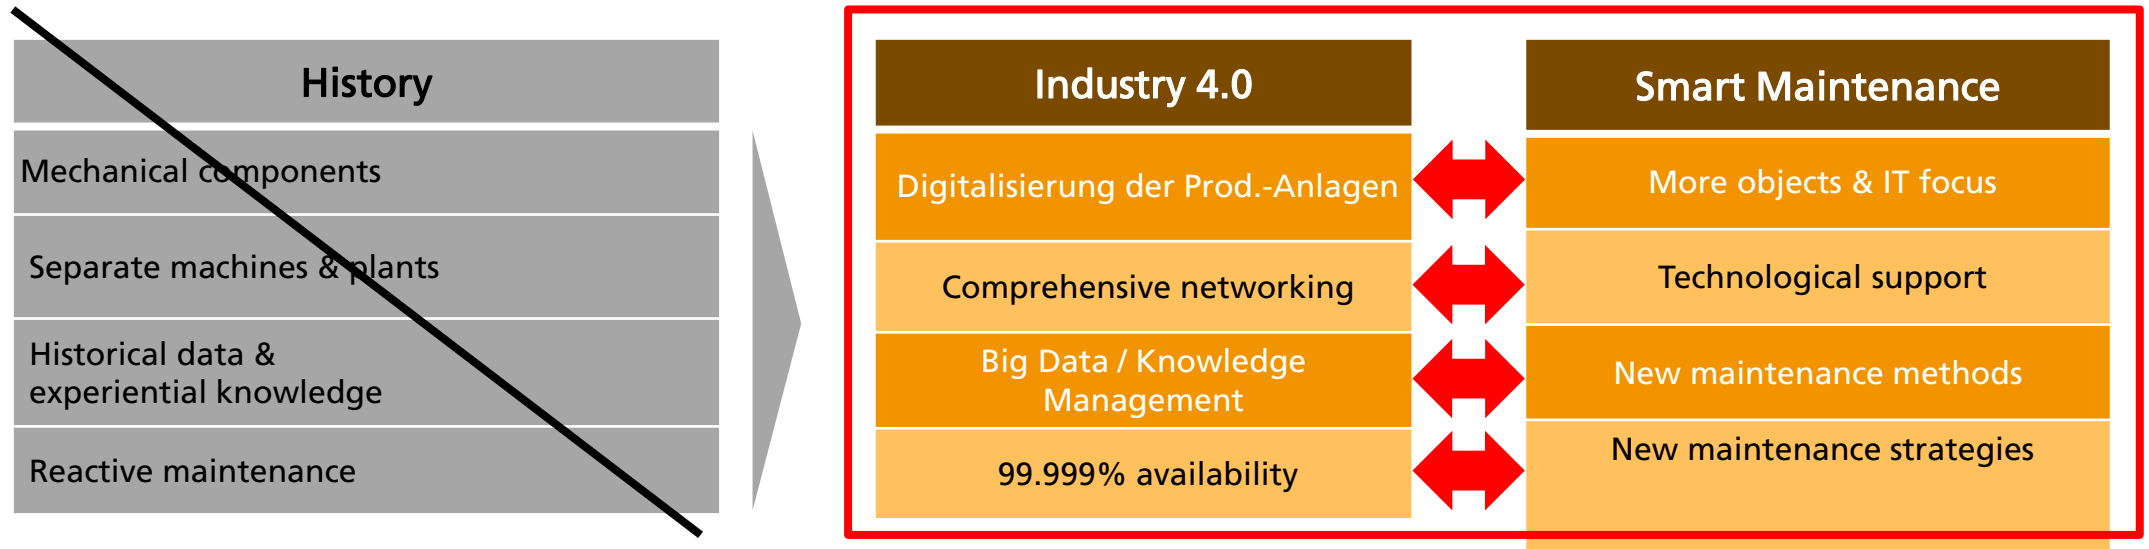 History
Mechanical components
Separate machines & plants
Historical data &
experiential knowledge
Reactive maintenance
Industry 4.0
Digitalisierung der Prod.-Anlagen
Comprehensive networking
Big Data / Knowledge
Management
99.999% availability
Smart Maintenance
More objects & IT focus
Technological support
New maintenance methods
New maintenance strategies